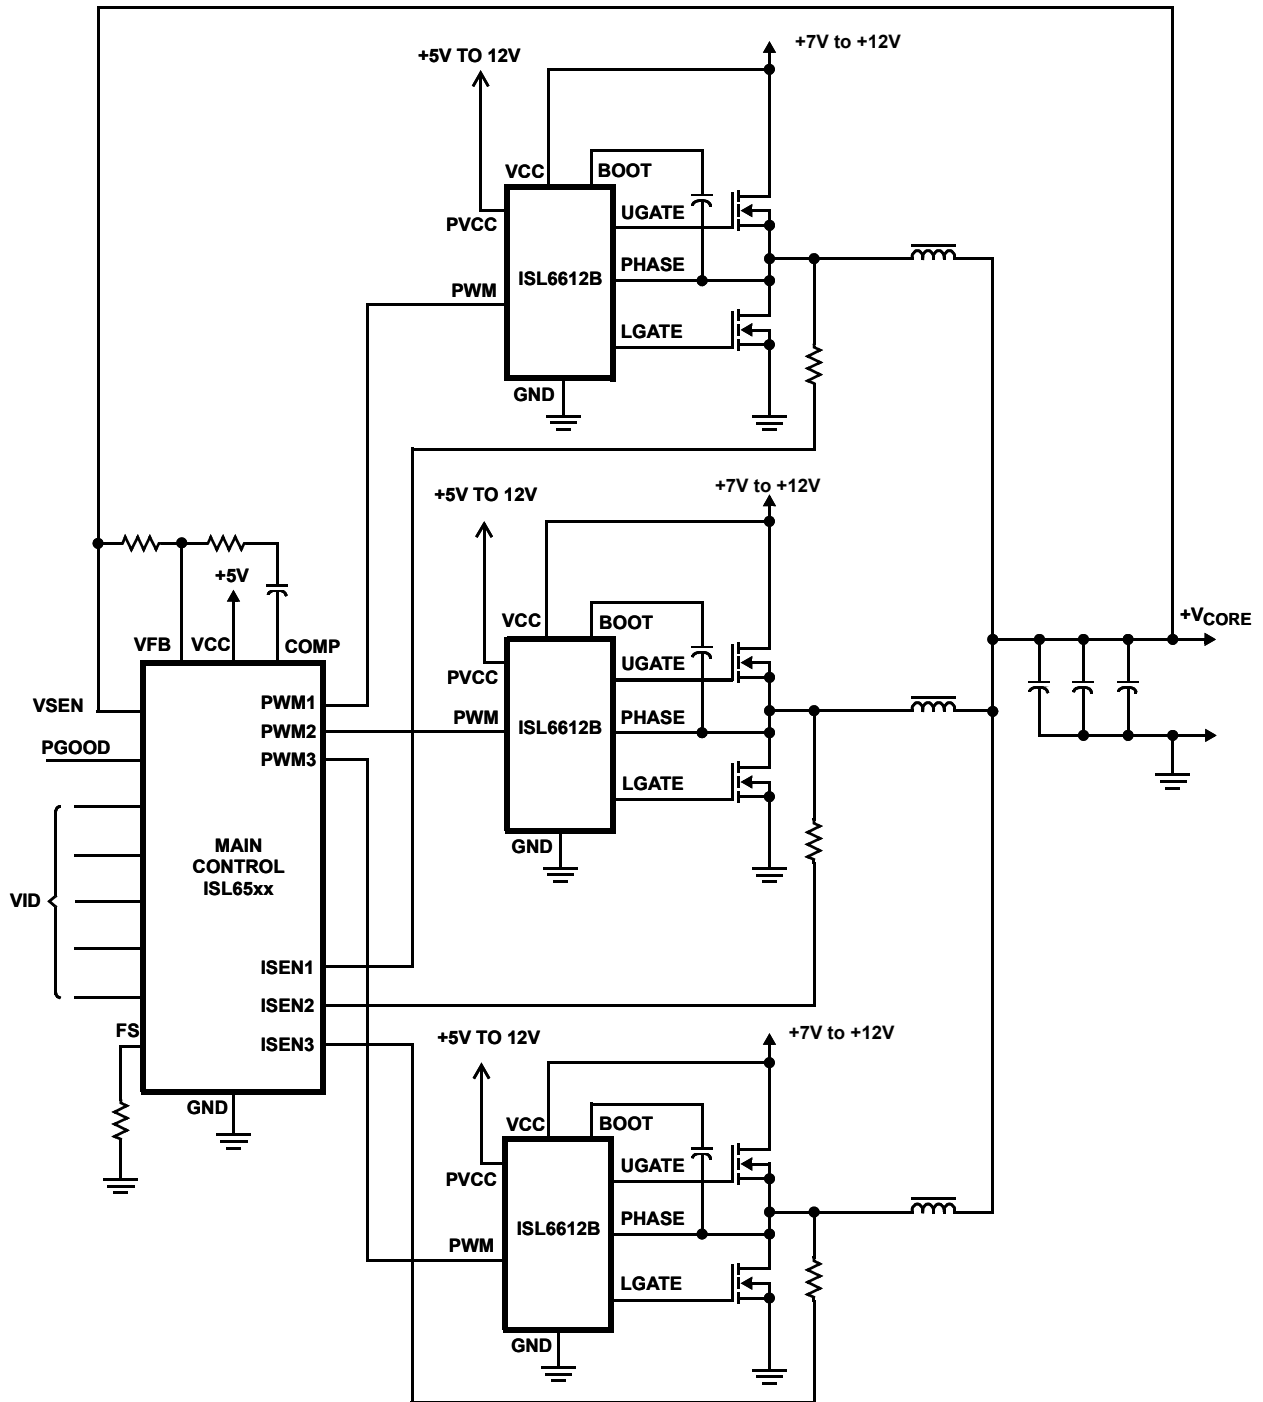 +5V TO 12V
+7V to +12V
VCC
BOOT
PVCC
UGATE
ISL6612B
PHASE
PWM
LGATE
GND
+5V TO 12V
+7V to +12V
+5V
VCC
BOOT
+VCORE
VFB
VCC
COMP
PVCC
UGATE
VSEN
PWM1
PWM
ISL6612B
PHASE
PWM2
PGOOD
PWM3
LGATE
MAIN
CONTROL
ISL65xx
GND
VID
ISEN1
ISEN2
FS
ISEN3
+5V TO 12V
+7V to +12V
GND
VCC
BOOT
PVCC
UGATE
ISL6612B
PHASE
PWM
LGATE
GND